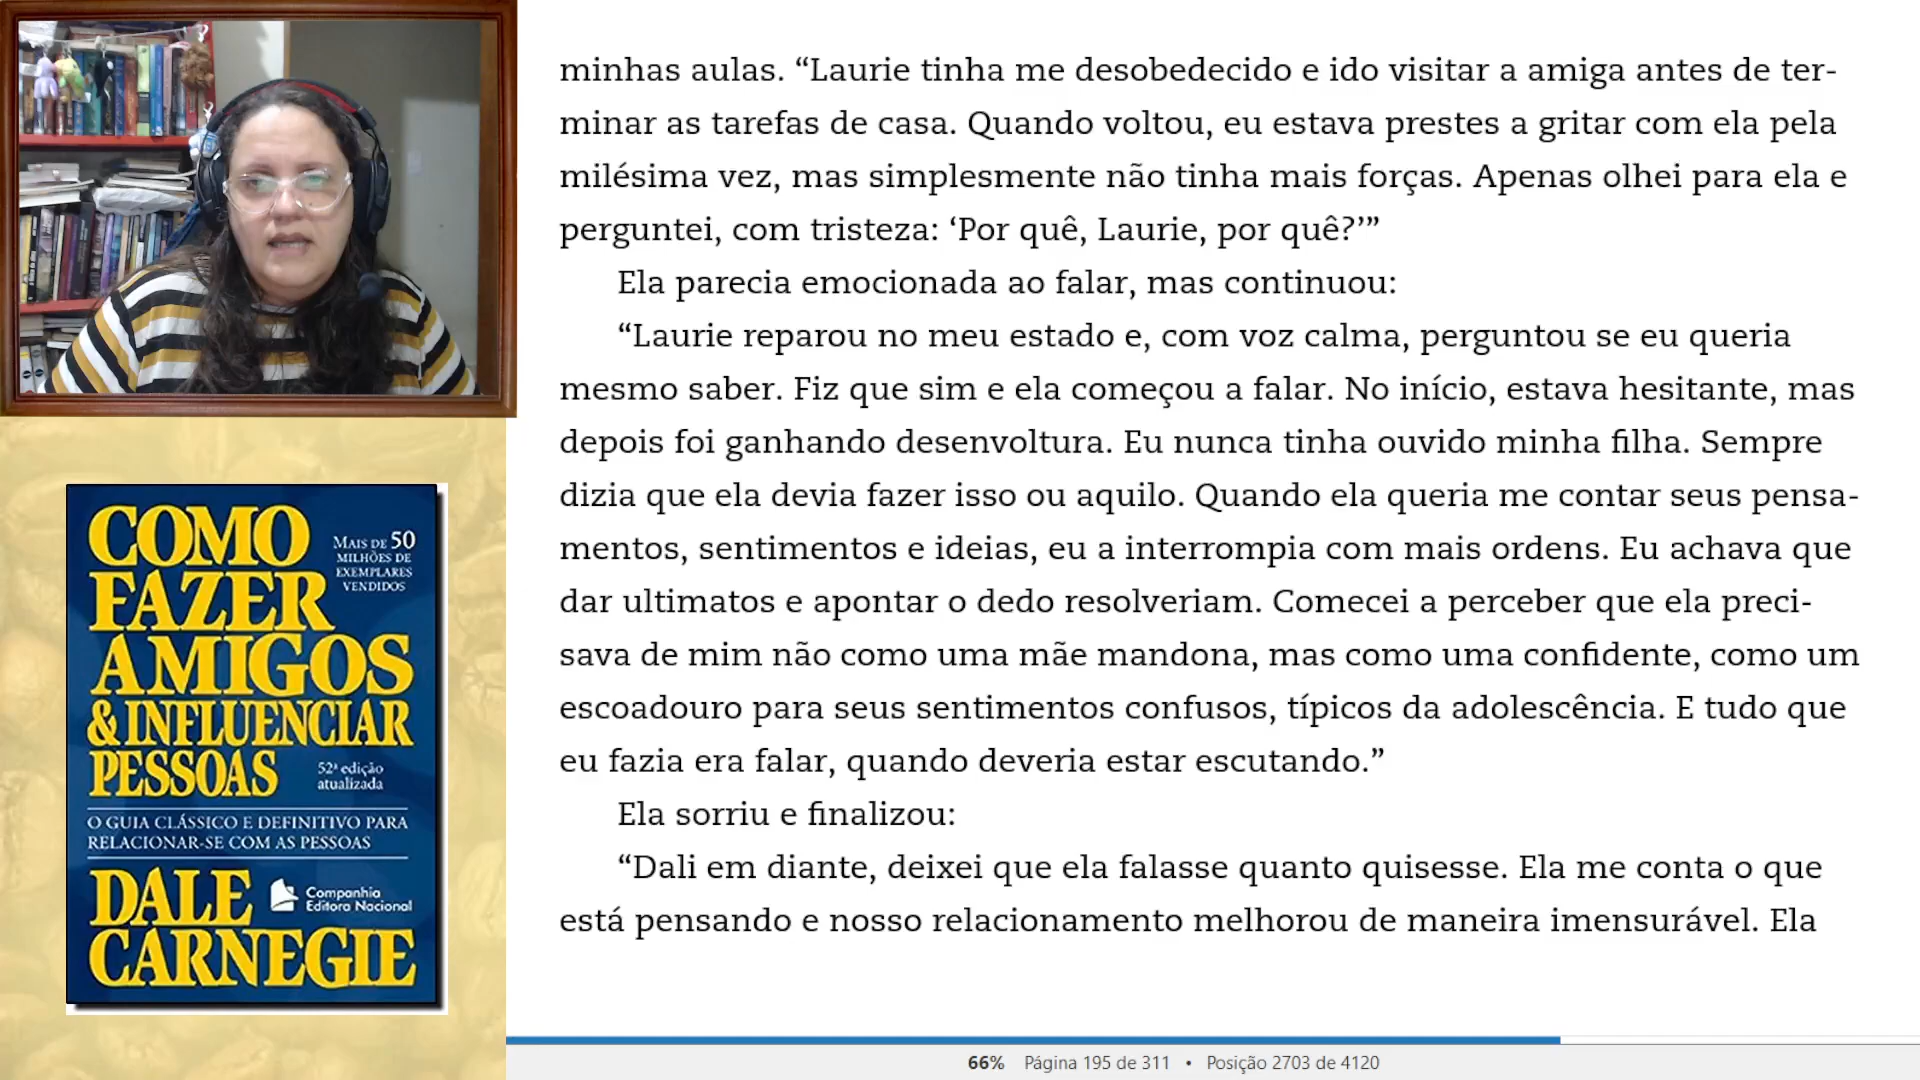 minhas aulas. “Laurie tinha me desobedecido e ido visitar a amiga antes de ter-
minar as tarefas de casa. Quando voltou, eu estava prestes a gritar com ela pela
milésima vez, mas simplesmente não tinha mais forças. Apenas olhei para ela e
perguntei, com tristeza: ‘Por quê, Laurie, por quê?’”
Ela parecia emocionada ao falar, mas continuou:
“Laurie reparou no meu estado e, com voz calma, perguntou se eu queria
mesmo saber. Fiz que sim e ela começou a falar. No início, estava hesitante, mas
depois foi ganhando desenvoltura. Eu nunca tinha ouvido minha filha. Sempre
dizia que ela devia fazer isso ou aquilo. Quando ela queria me contar seus pensa-
mentos, sentimentos e ideias, eu a interrompia com mais ordens. Eu achava que
dar ultimatos e apontar o dedo resolveriam. Comecei a perceber que ela preci-
sava de mim não como uma mãe mandona, mas como uma confidente, como um
escoadouro para seus sentimentos confusos, típicos da adolescência. E tudo que
eu fazia era falar, quando deveria estar escutando.”
Ela sorriu e finalizou:
“Dali em diante, deixei que ela falasse quanto quisesse. Ela me conta o que
está pensando e nosso relacionamento melhorou de maneira imensurável. Ela
66% Página 195 de 311 • Posição 2703 de 4120
COMO
FAZER
AMIGOS
& INFLUENCIAR
PESSOAS
MAIS DE 50
MILHÕES DE
EXEMPLARES
VENDIDOS
52ª edição
atualizada
O GUIA CLÁSSICO E DEFINITIVO PARA
RELACIONAR-SE COM AS PESSOAS
DALE
CARNEGIE
Companhia
Editora Nacional